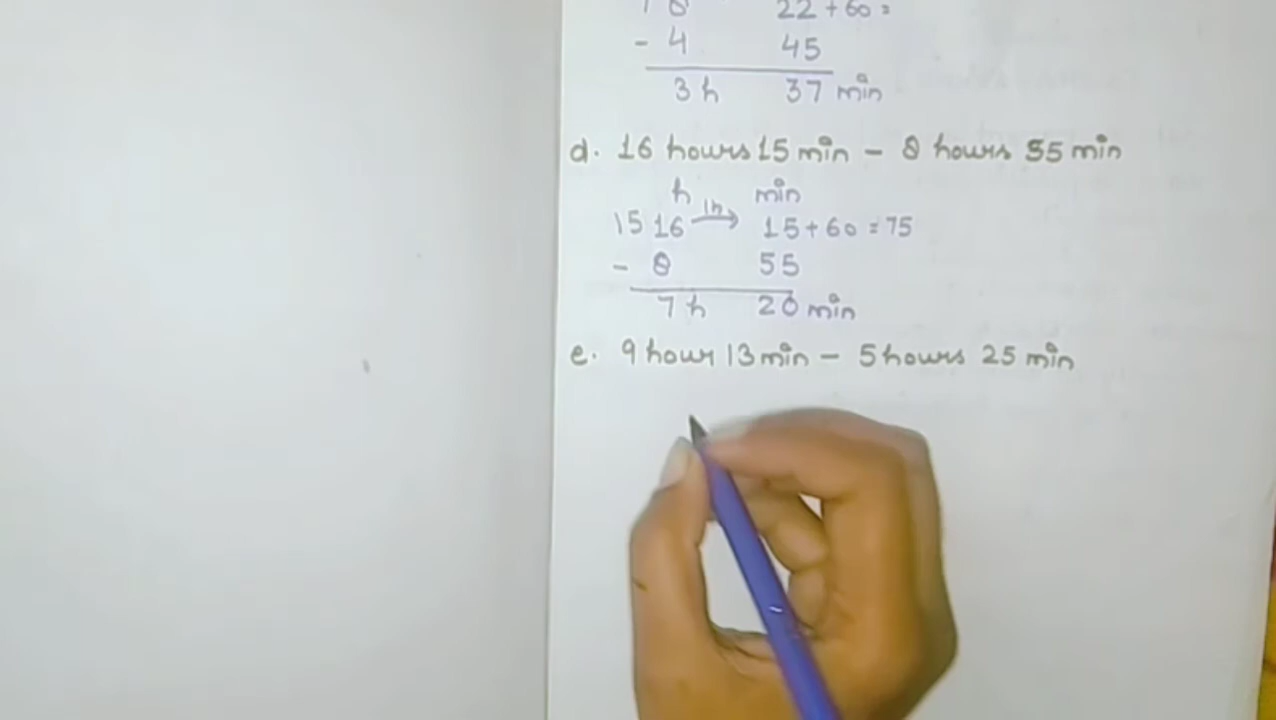 22 + 60 =
- 4 45
3 h 37 min
d. 16 hours 15 min - 8 hours 55 min
h min
15 16 1h → 15 + 60 = 75
- 8 55
7 h 20 min
e. 9 hour 13 min - 5 hours 25 min